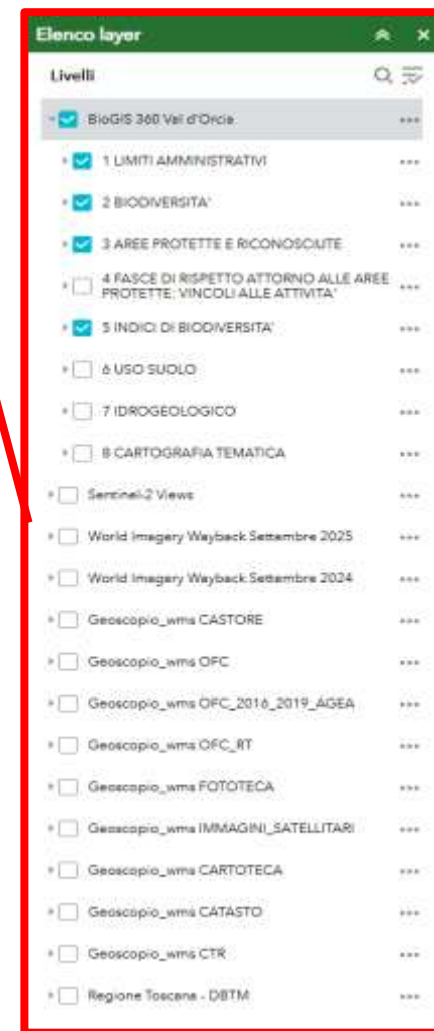 Elenco layer
Livelli
BioGIS 360 Val d'Orcia
1 LIMITI AMMINISTRATIVI
2 BIODIVERSITA'
3 AREE PROTETTE E RICONOSCIUTE
4 FASCE DI RISPETTO ATTORNO ALLE AREE
PROTETTE: VINCOLI ALLE ATTIVITA'
5 INDICI DI BIODIVERSITA'
6 USO SUOLO
7 IDROGEOLOGICO
8 CARTOGRAFIA TEMATICA
Sentinel-2 Views
World Imagery Wayback Settembre 2025
World Imagery Wayback Settembre 2024
Geoscopio_wms CASTORE
Geoscopio_wms OFC
Geoscopio_wms OFC_2016_2019_AGEA
Geoscopio_wms OFC_RT
Geoscopio_wms FOTOTECA
Geoscopio_wms IMMAGINI_SATELLITARI
Geoscopio_wms CARTOTECA
Geoscopio_wms CATASTO
Geoscopio_wms CTR
Regione Toscana - DBTM